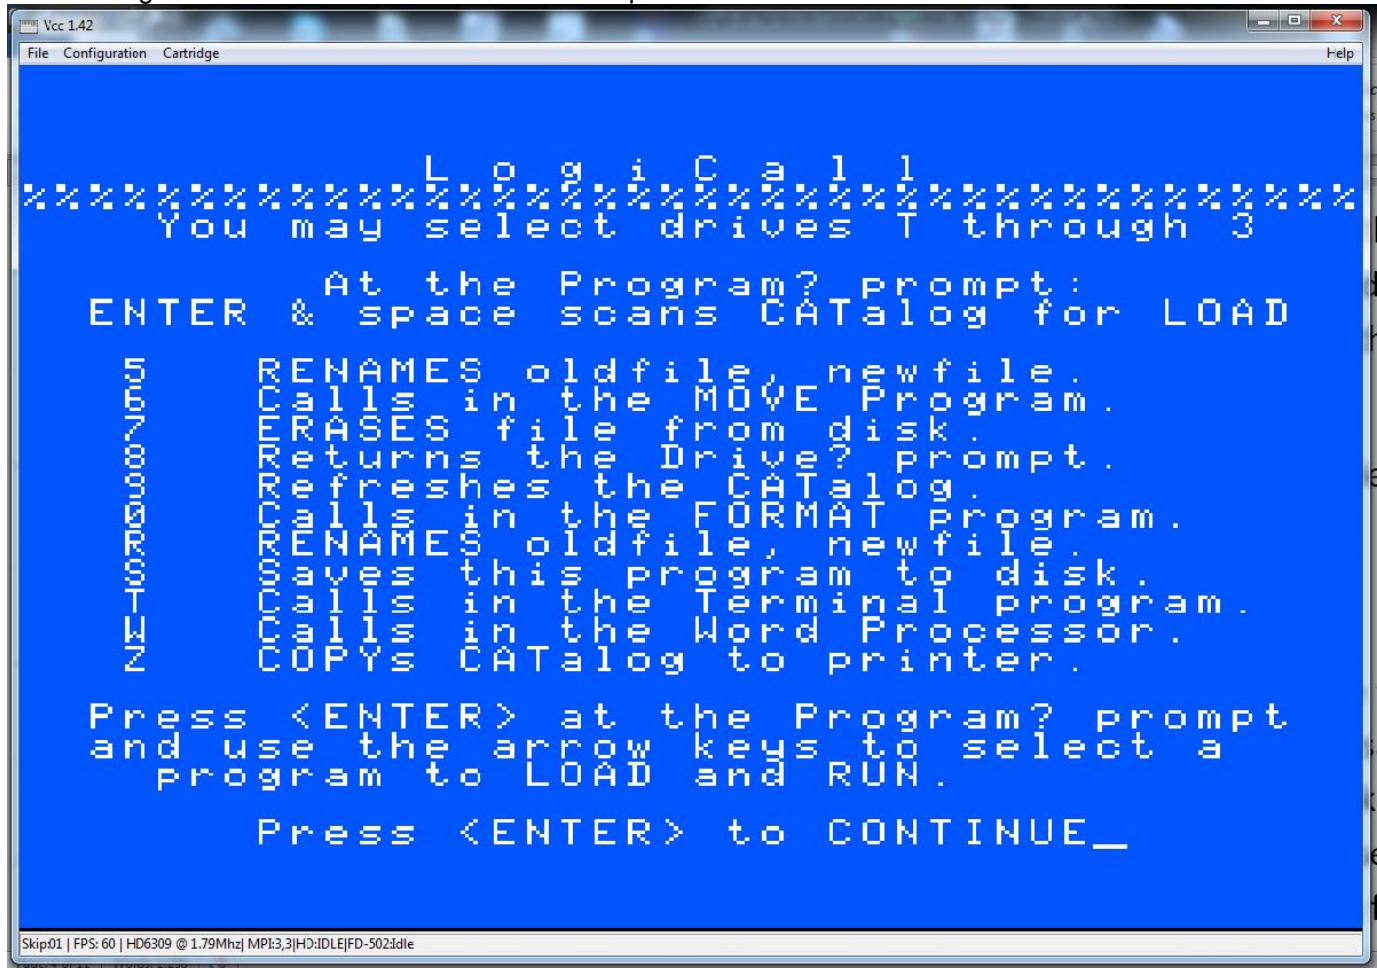 Vcc 1.42
File Configuration Cartridge Help
L o g i C a l l
%%%%%%%%%%%%%%%%%%%%%%%%%%%%%%%%%%%%%%%%
You may select drives T through 3
At the Program? prompt:
ENTER & space scans CATalog for LOAD
5 RENAMES oldfile, newfile.
6 Calls in the MOVE Program.
7 ERASES file from disk.
8 Returns the Drive? prompt.
9 Refreshes the CATalog.
0 Calls in the FORMAT program.
R RENAMES oldfile, newfile.
S Saves this program to disk.
T Calls in the Terminal program.
W Calls in the Word Processor.
Z COPYs CATalog to printer.
Press <ENTER> at the Program? prompt
and use the arrow keys to select a
program to LOAD and RUN.
Press <ENTER> to CONTINUE_
Skip:01 | FPS: 60 | HD6309 @ 1.79Mhz| MPI:3,3|HD:IDLE|FD-502:Idle